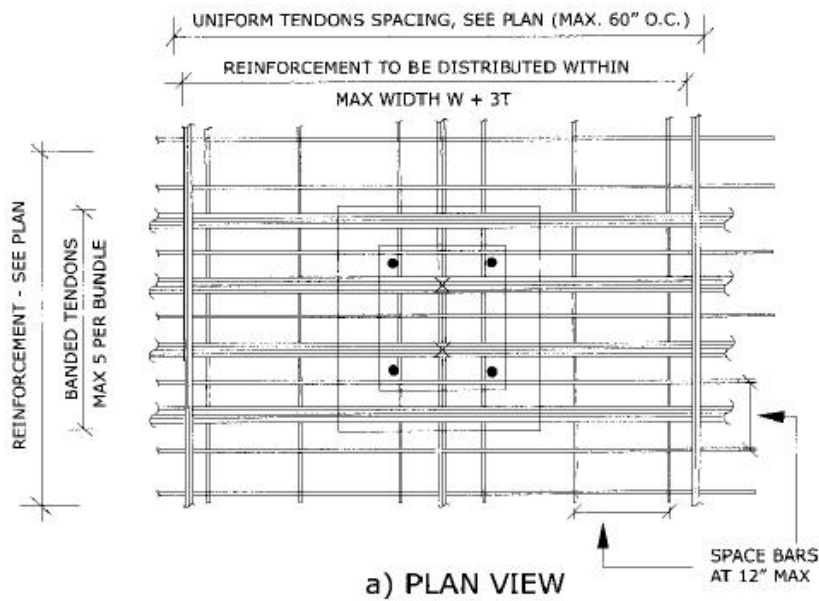 UNIFORM TENDONS SPACING, SEE PLAN (MAX. 60" O.C.)
REINFORCEMENT TO BE DISTRIBUTED WITHIN
MAX WIDTH W + 3T
REINFORCEMENT - SEE PLAN
BANDED TENDONS
MAX 5 PER BUNDLE
SPACE BARS
AT 12" MAX
a) PLAN VIEW